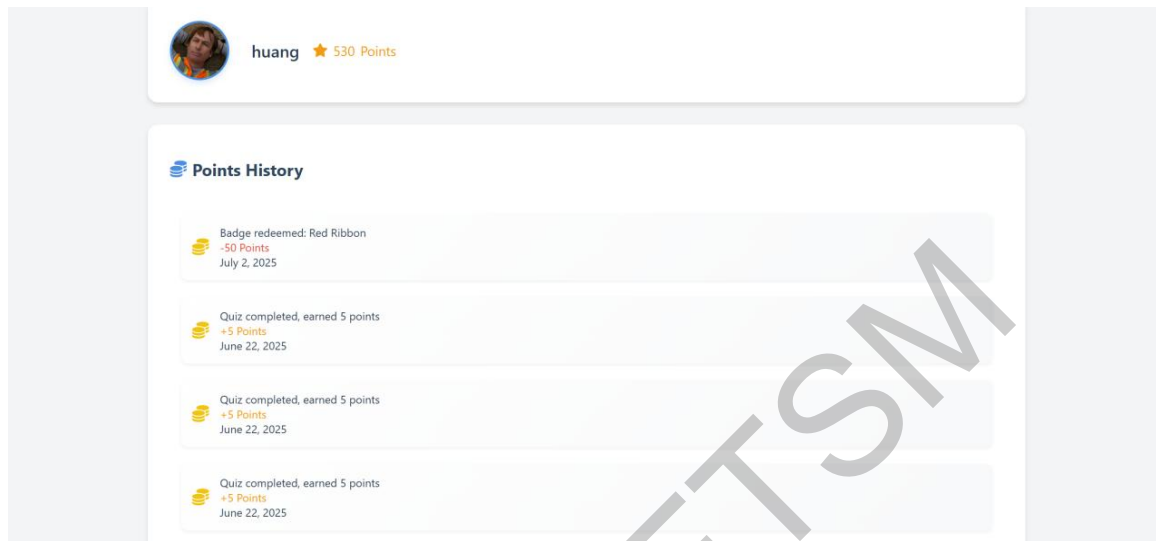 huang 530 Points
Points History
Badge redeemed: Red Ribbon
-50 Points
July 2, 2025
Quiz completed, earned 5 points
+5 Points
June 22, 2025
Quiz completed, earned 5 points
+5 Points
June 22, 2025
Quiz completed, earned 5 points
+5 Points
June 22, 2025
FTSM